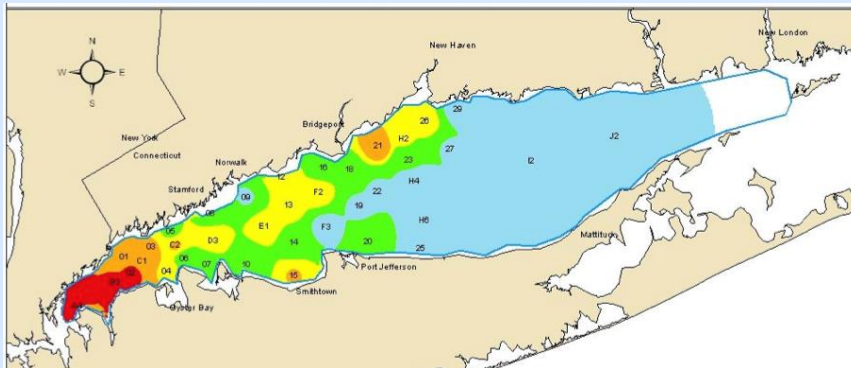 New London
New Haven
N
W E
S
29
26
Bridgeport
J2
New York
H2
21
27
Connecticut
23
I2
Norwalk
16
18
12
H4
Stamford
22
F2
09
13
19
08
H6
E1
F3
05
Mattituck
D3
14
20
C2
03
25
01
06
C1
07
10
Port Jefferson
04
15
02
B3
Smithtown
Oyster Bay